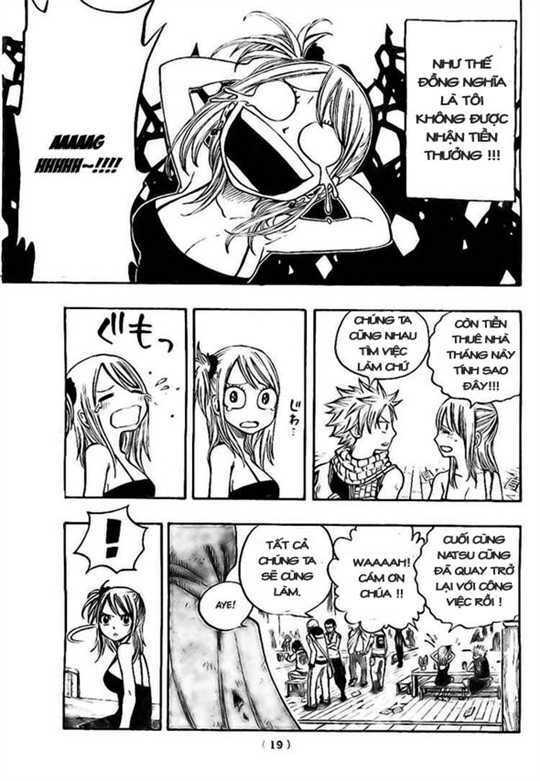 NHƯ THẾ
ĐỒNG NGHĨA
LÀ TÔI
KHÔNG ĐƯỢC
NHẬN TIỀN
THƯỞNG !!!
AAAAAG
HHHHH~!!!!
CÒN TIỀN
THUÊ NHÀ
THÁNG NÀY
TÍNH SAO
ĐÂY!!!
CHÚNG TA
CŨNG NHAU
TÌM VIỆC
LÀM CHỨ
じわ…
ぐもっ
CUỐI CÙNG
NATSU CŨNG
ĐÃ QUAY TRỞ
LẠI VỚI CÔNG
VIỆC RỒI !
WAAAAH!
CÁM ƠN
CHÚA !!
TẤT CẢ
CHÚNG TA
SẼ CÙNG
LÀM.
AYE!
!
( 19 )